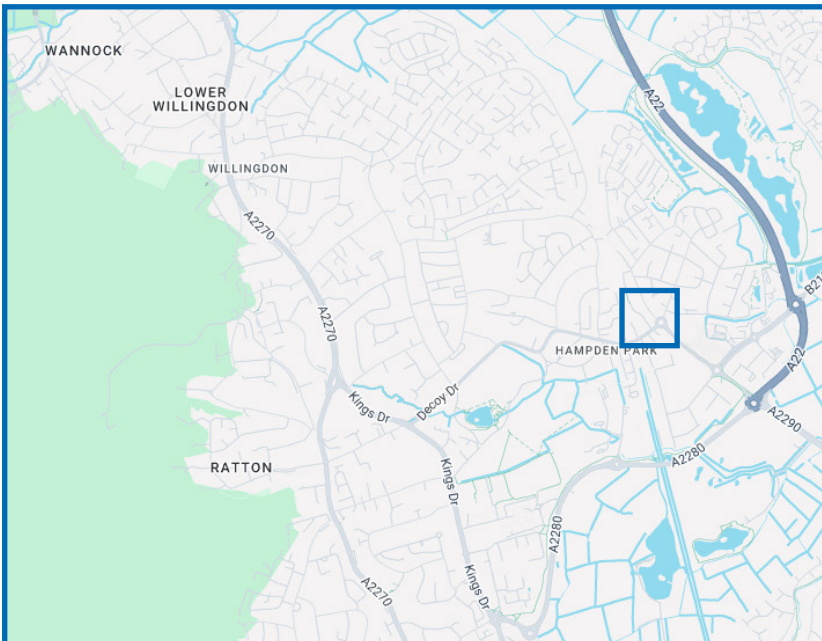 WANNOCK
LOWER
WILLINGDON
WILLINGDON
A22
A2270
A2270
B21
HAMPDEN PARK
A22
Kings Dr
Decoy Dr
A2290
RATTON
Kings Dr
A2280
A2280
A2270
Kings Dr